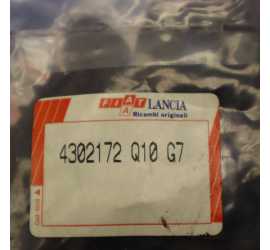 FIAT LANCIA
A Ricambi originali
4302172 Q10 G7